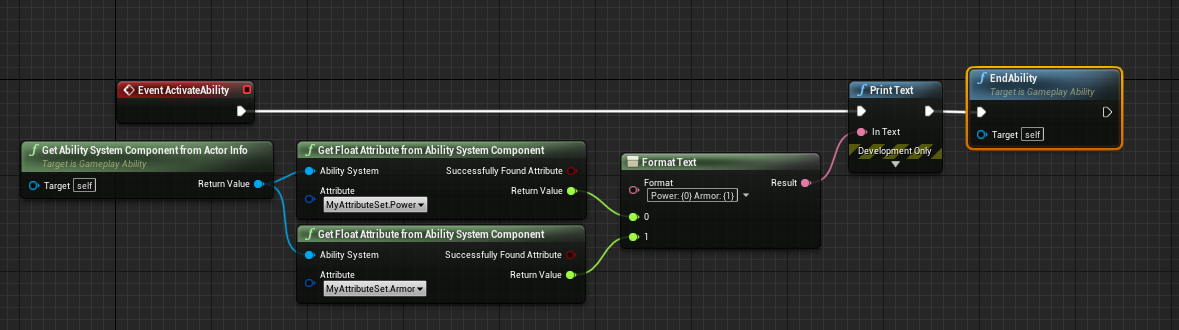 Event ActivateAbility
Get Ability System Component from Actor Info
Target is Gameplay Ability
Target self
Return Value
Get Float Attribute from Ability System Component
Ability System
Successfully Found Attribute
Attribute
Return Value
MyAttributeSet.Power
Get Float Attribute from Ability System Component
Ability System
Successfully Found Attribute
Attribute
Return Value
MyAttributeSet.Armor
Format Text
Format
Result
Power: {0} Armor: {1}
0
1
Print Text
In Text
Development Only
EndAbility
Target is Gameplay Ability
Target self